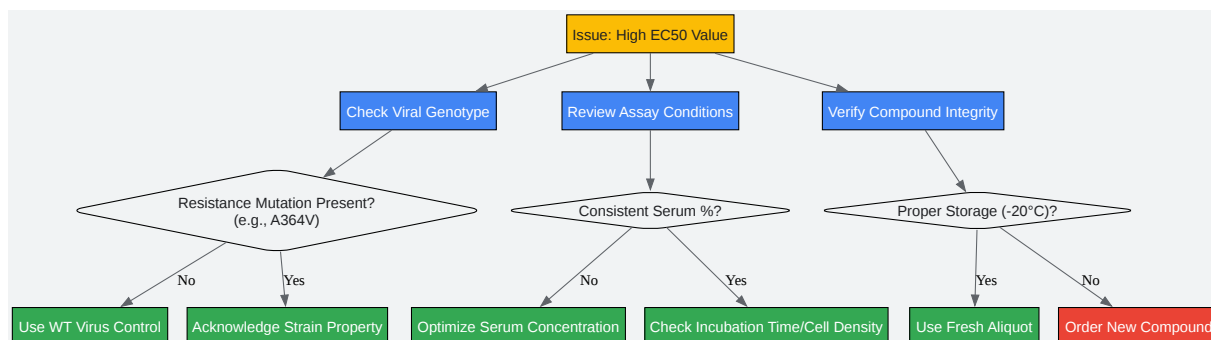 Issue: High EC50 Value
Check Viral Genotype
Review Assay Conditions
Verify Compound Integrity
Resistance Mutation Present?
(e.g., A364V)
Consistent Serum %?
Proper Storage (-20°C)?
No
Yes
No
Yes
Yes
No
Use WT Virus Control
Acknowledge Strain Property
Optimize Serum Concentration
Check Incubation Time/Cell Density
Use Fresh Aliquot
Order New Compound